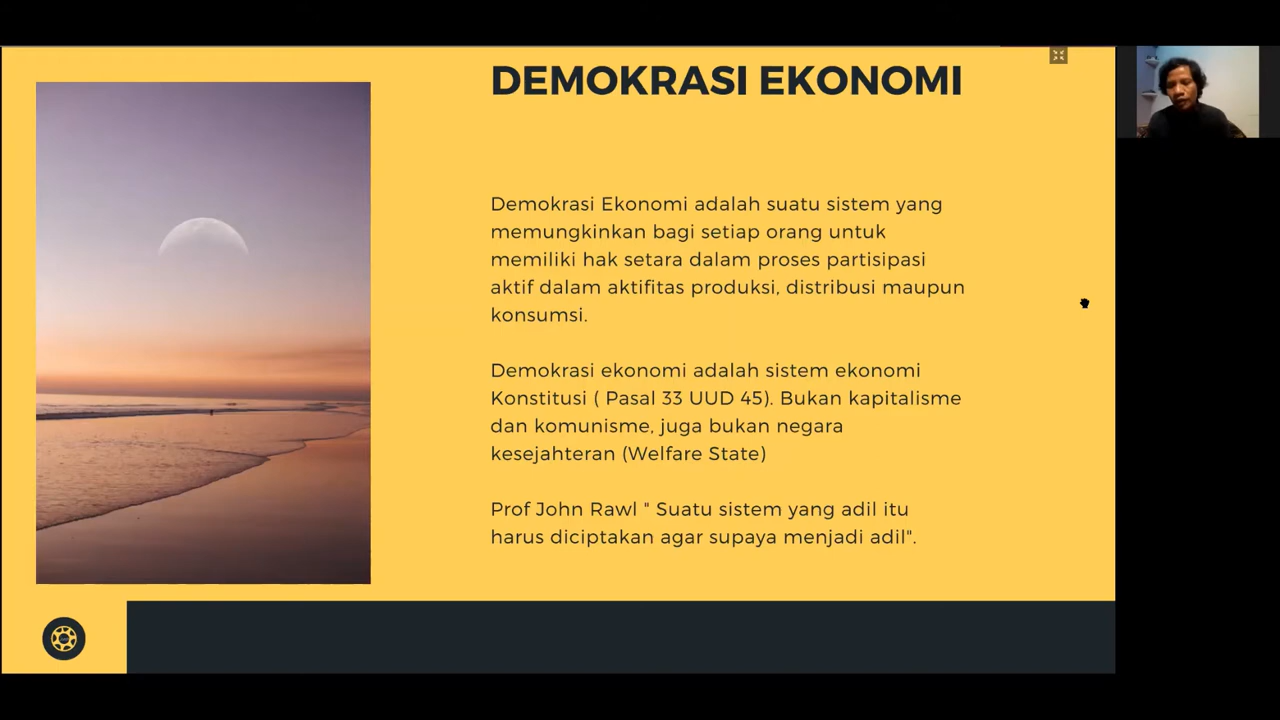 DEMOKRASI EKONOMI
Demokrasi Ekonomi adalah suatu sistem yang
memungkinkan bagi setiap orang untuk
memiliki hak setara dalam proses partisipasi
aktif dalam aktifitas produksi, distribusi maupun
konsumsi.
Demokrasi ekonomi adalah sistem ekonomi
Konstitusi ( Pasal 33 UUD 45). Bukan kapitalisme
dan komunisme, juga bukan negara
kesejahteran (Welfare State)
Prof John Rawl " Suatu sistem yang adil itu
harus diciptakan agar supaya menjadi adil".